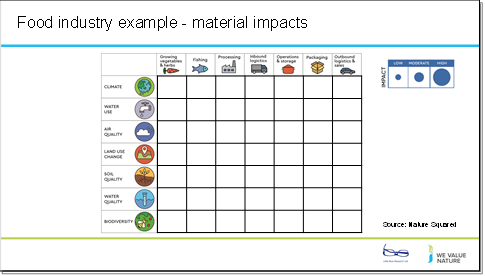 Food industry example - material impacts
Growing
vegetables
& herbs
Fishing
Processing
Inbound
logistics
Operations
& storage
Packaging
Outbound
logistics &
sales
IMPACT
LOW
MODERATE
HIGH
CLIMATE
WATER
USE
AIR
QUALITY
LAND USE
CHANGE
SOIL
QUALITY
WATER
QUALITY
BIODIVERSITY
Source: Nature Squared
WE VALUE
NATURE